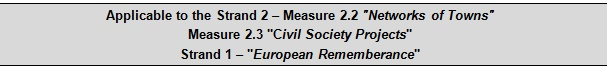 Applicable to the Strand 2 – Measure 2.2 "Networks of Towns"
Measure 2.3 "Civil Society Projects"
Strand 1 – "European Rememberance"